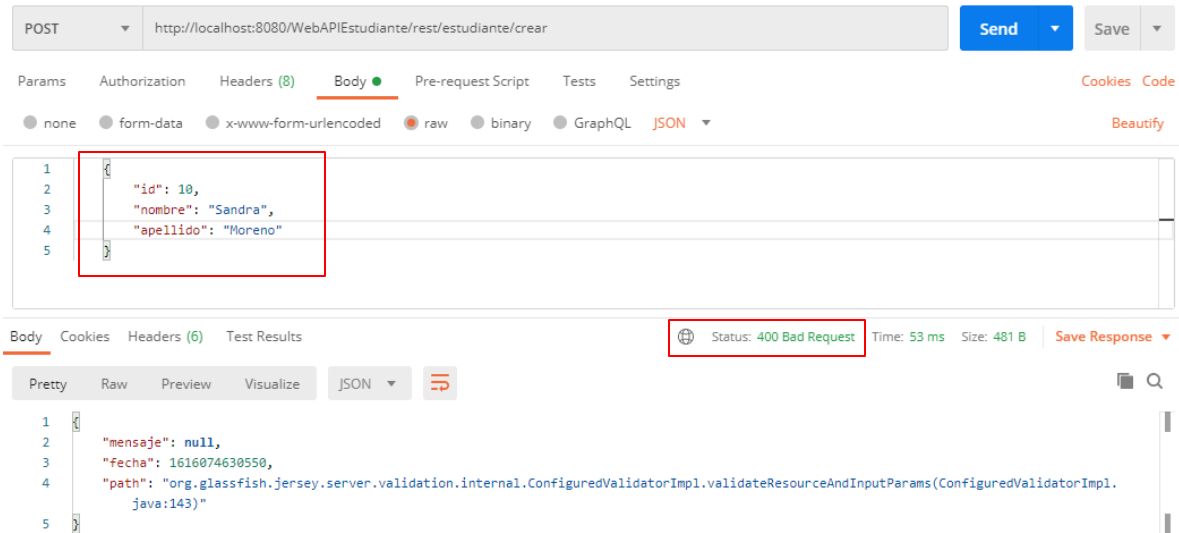 POST http://localhost:8080/WebAPIEstudiante/rest/estudiante/crear Send Save
Params Authorization Headers (8) Body Pre-request Script Tests Settings Cookies Code
none form-data x-www-form-urlencoded raw binary GraphQL JSON Beautify
1 {
2 "id": 10,
3 "nombre": "Sandra",
4 "apellido": "Moreno"
5 }
Body Cookies Headers (6) Test Results Status: 400 Bad Request Time: 53 ms Size: 481 B Save Response
Pretty Raw Preview Visualize JSON
1 {
2 "mensaje": null,
3 "fecha": 1616074630550,
4 "path": "org.glassfish.jersey.server.validation.internal.ConfiguredValidatorImpl.validateResourceAndInputParams(ConfiguredValidatorImpl.
java:143)"
5 }